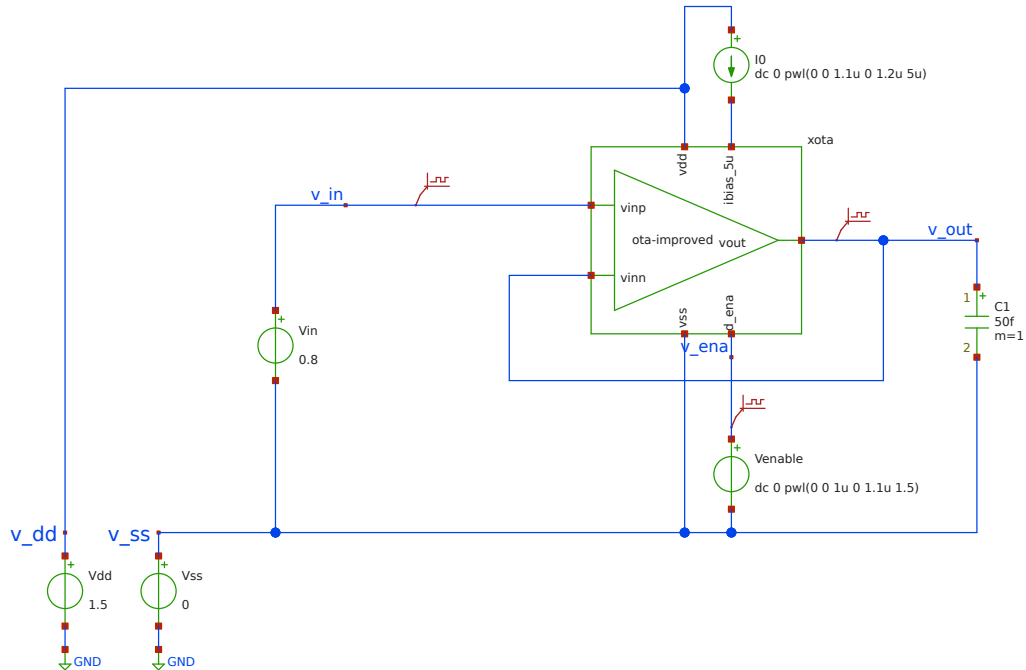 +
I0
dc 0 pwl(0 0 1.1u 0 1.2u 5u)
xota
vdd
ibias_5u
v_in
vinp
ota-improved
vout
v_out
vinn
+
Vin
0.8
1
+
C1
50f
m=1
2
vss
d_ena
v_ena
+
Venable
dc 0 pwl(0 0 1u 0 1.1u 1.5)
v_dd
v_ss
+
Vdd
1.5
+
Vss
0
GND
GND